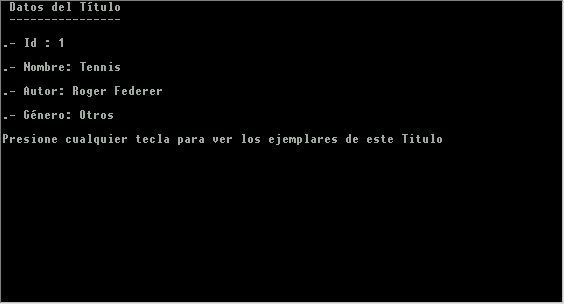 Datos del Título
----------------
.- Id : 1
.- Nombre: Tennis
.- Autor: Roger Federer
.- Género: Otros
Presione cualquier tecla para ver los ejemplares de este Titulo